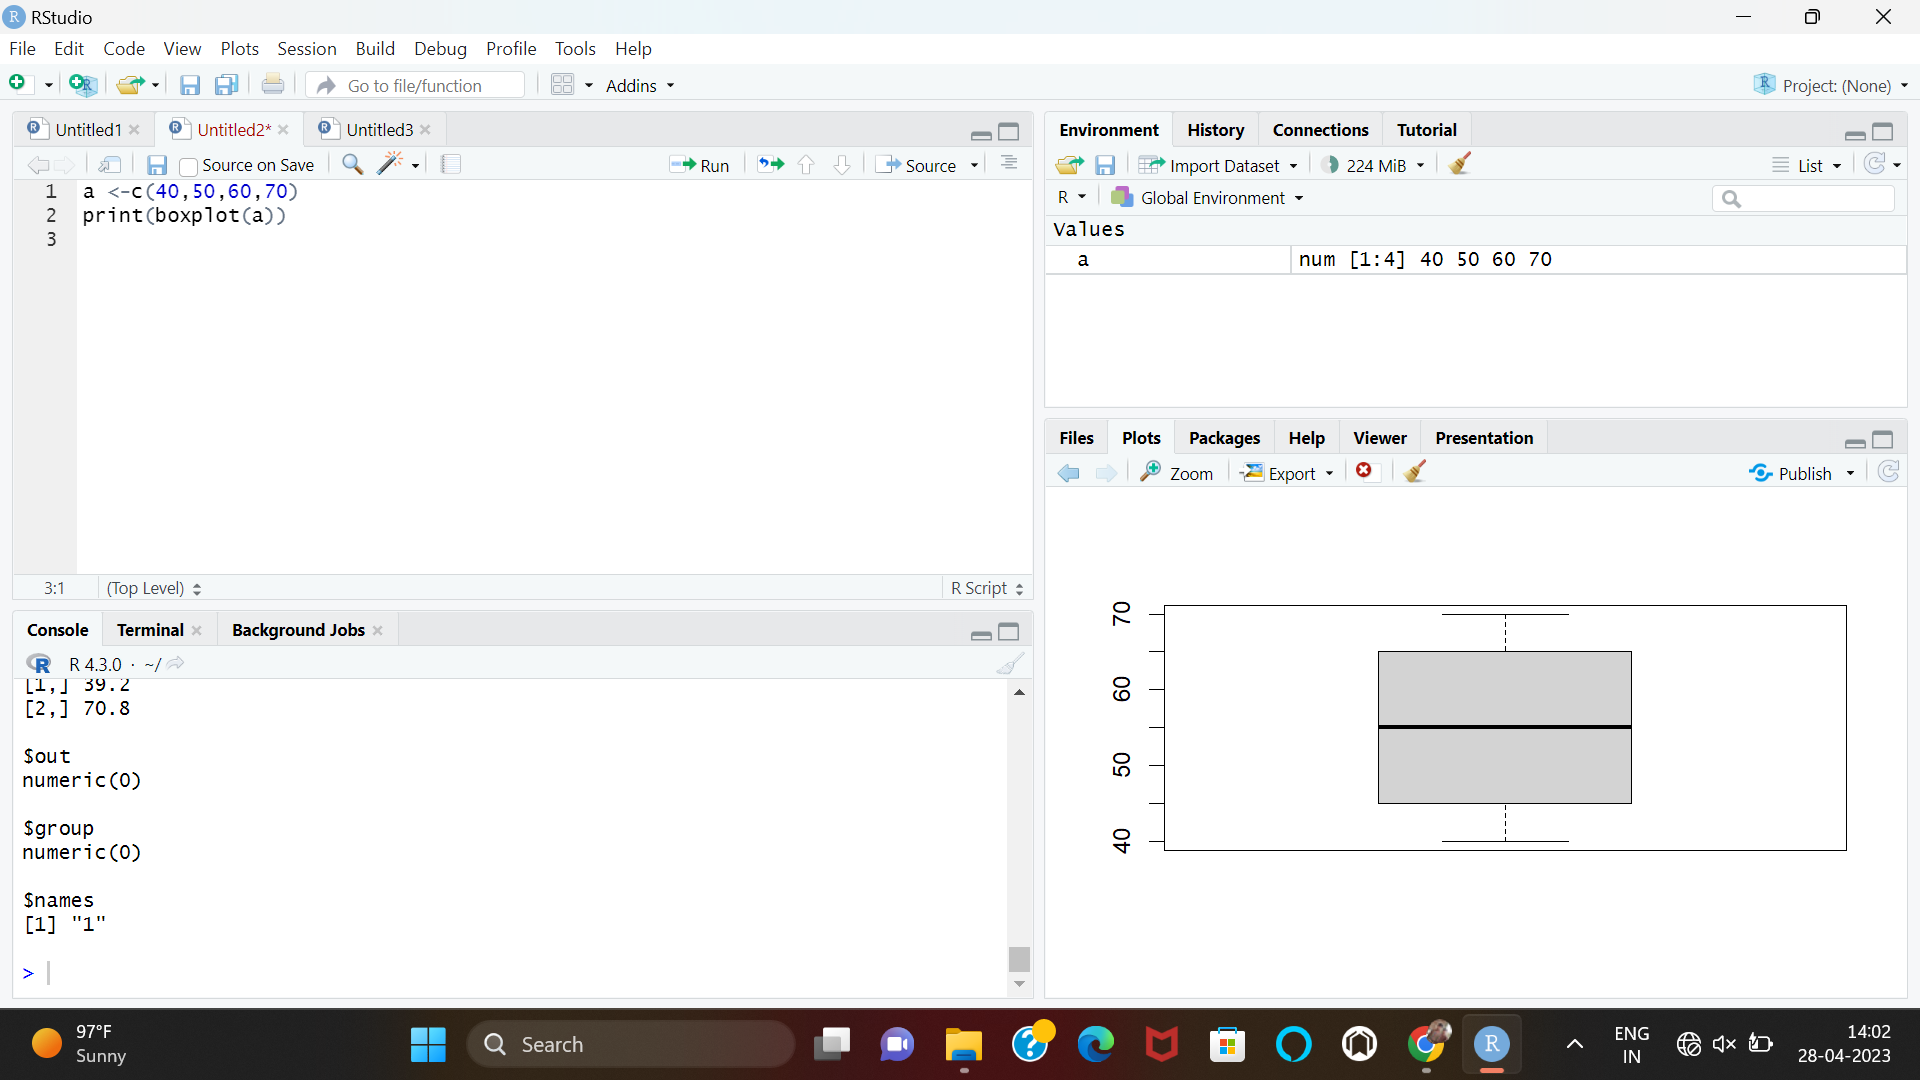 RStudio
File Edit Code View Plots Session Build Debug Profile Tools Help
Go to file/function Addins Project: (None)
Untitled1 Untitled2* Untitled3
Source on Save Run Source
1 a <-c(40,50,60,70)
2 print(boxplot(a))
3
3:1 (Top Level) R Script
Console Terminal Background Jobs
R 4.3.0 · ~/
[1,] 39.2
[2,] 70.8
$out
numeric(0)
$group
numeric(0)
$names
[1] "1"
>
Environment History Connections Tutorial
Import Dataset 224 MiB List
R Global Environment
Values
a num [1:4] 40 50 60 70
Files Plots Packages Help Viewer Presentation
Zoom Export Publish
70
60
50
40
97°F
Sunny
Search
ENG
IN
14:02
28-04-2023